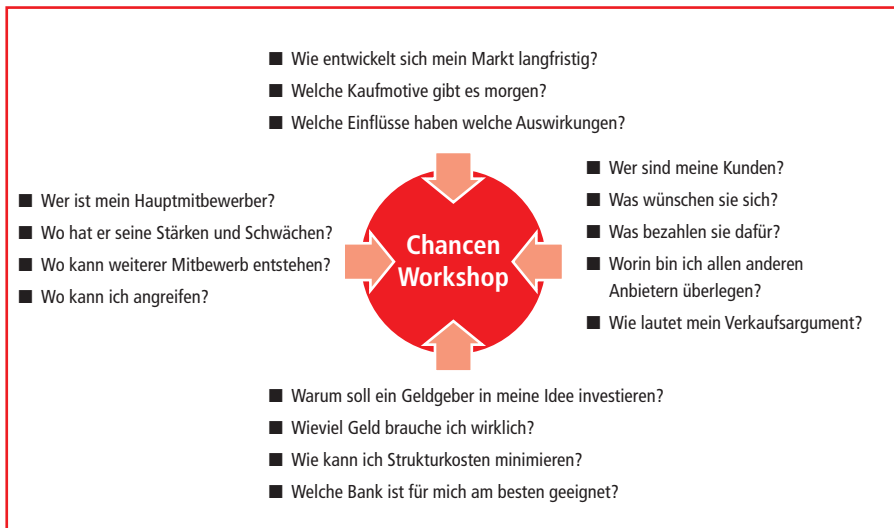 ■ Wie entwickelt sich mein Markt langfristig?
■ Welche Kaufmotive gibt es morgen?
■ Welche Einflüsse haben welche Auswirkungen?
■ Wer ist mein Hauptmitbewerber?
■ Wo hat er seine Stärken und Schwächen?
■ Wo kann weiterer Mitbewerb entstehen?
■ Wo kann ich angreifen?
Chancen
Workshop
■ Wer sind meine Kunden?
■ Was wünschen sie sich?
■ Was bezahlen sie dafür?
■ Worin bin ich allen anderen
Anbietern überlegen?
■ Wie lautet mein Verkaufsargument?
■ Warum soll ein Geldgeber in meine Idee investieren?
■ Wieviel Geld brauche ich wirklich?
■ Wie kann ich Strukturkosten minimieren?
■ Welche Bank ist für mich am besten geeignet?